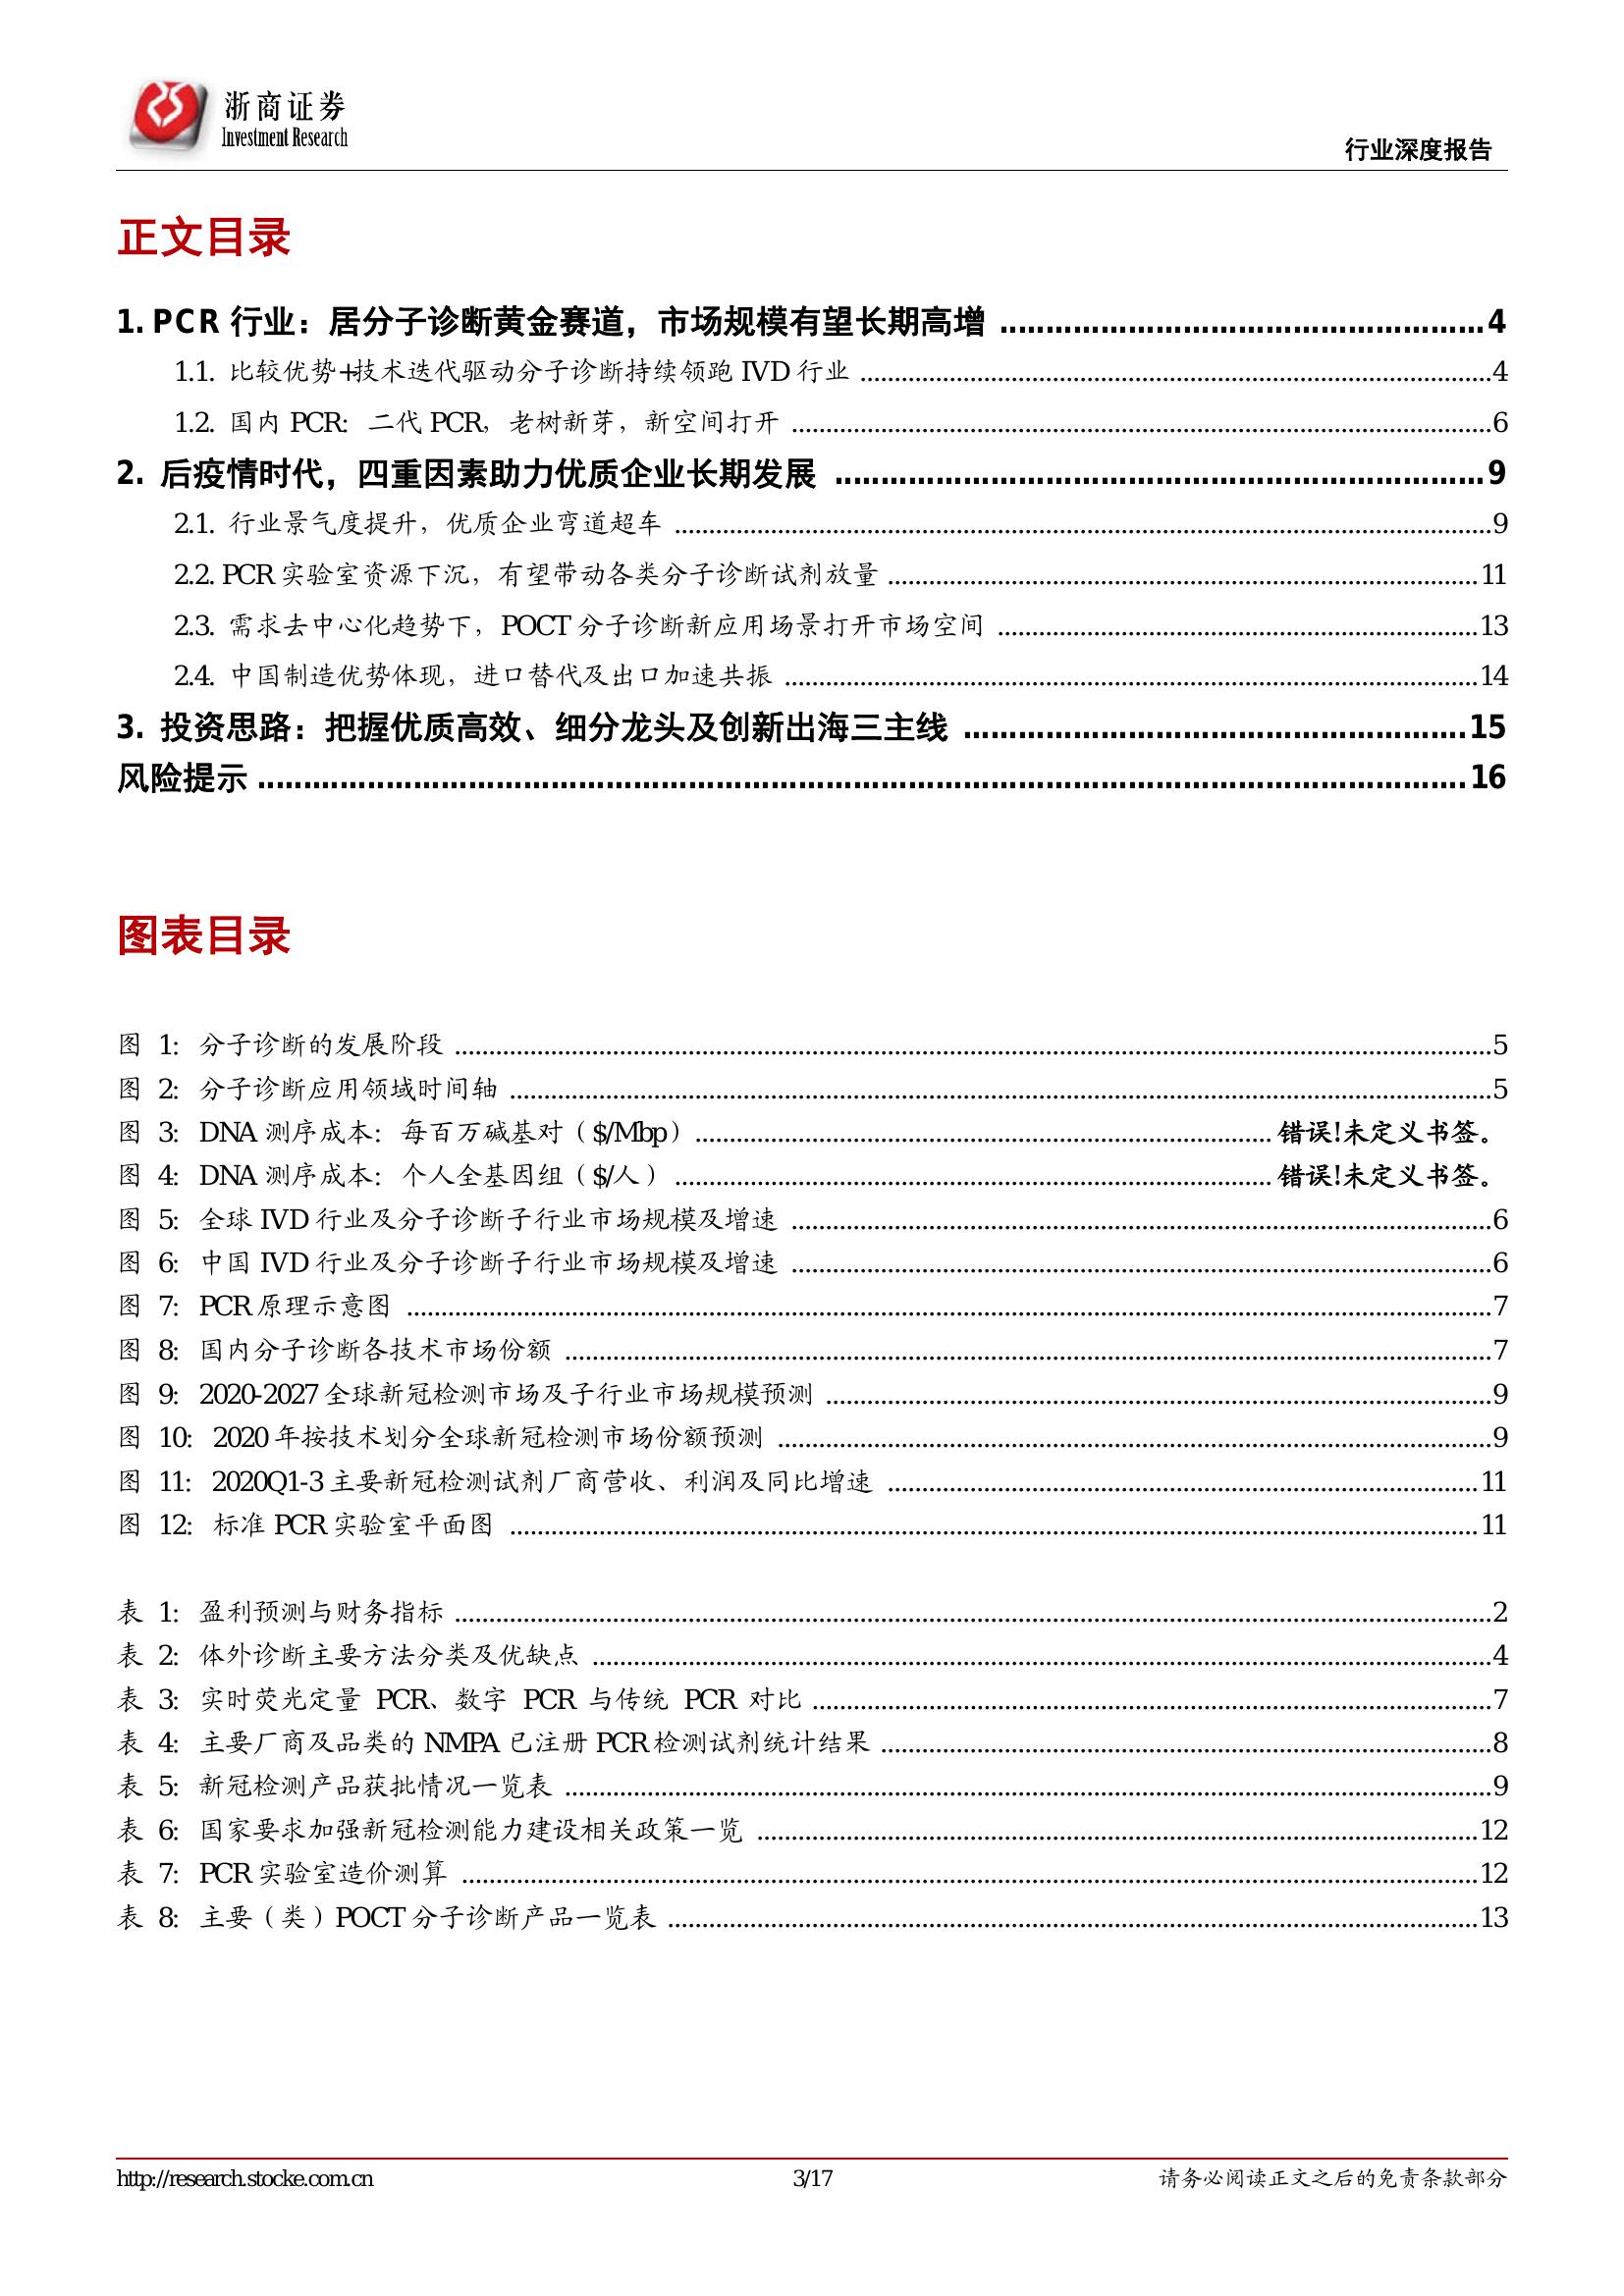 浙商证券
Investment Research
行业深度报告
正文目录
1. PCR 行业：居分子诊断黄金赛道，市场规模有望长期高增 ........ 4
1.1. 比较优势+技术迭代驱动分子诊断持续领跑 IVD 行业 ........ 4
1.2. 国内 PCR：二代 PCR，老树新芽，新空间打开 ........ 6
2. 后疫情时代，四重因素助力优质企业长期发展 ........ 9
2.1. 行业景气度提升，优质企业弯道超车 ........ 9
2.2. PCR 实验室资源下沉，有望带动各类分子诊断试剂放量 ........ 11
2.3. 需求去中心化趋势下，POCT 分子诊断新应用场景打开市场空间 ........ 13
2.4. 中国制造优势体现，进口替代及出口加速共振 ........ 14
3. 投资思路：把握优质高效、细分龙头及创新出海三主线 ........ 15
风险提示 ........ 16
图表目录
图 1：分子诊断的发展阶段 ........ 5
图 2：分子诊断应用领域时间轴 ........ 5
图 3：DNA 测序成本：每百万碱基对（$/Mbp） ........ 错误!未定义书签。
图 4：DNA 测序成本：个人全基因组（$/人） ........ 错误!未定义书签。
图 5：全球 IVD 行业及分子诊断子行业市场规模及增速 ........ 6
图 6：中国 IVD 行业及分子诊断子行业市场规模及增速 ........ 6
图 7：PCR 原理示意图 ........ 7
图 8：国内分子诊断各技术市场份额 ........ 7
图 9：2020-2027 全球新冠检测市场及子行业市场规模预测 ........ 9
图 10：2020 年按技术划分全球新冠检测市场份额预测 ........ 9
图 11：2020Q1-3 主要新冠检测试剂厂商营收、利润及同比增速 ........ 11
图 12：标准 PCR 实验室平面图 ........ 11
表 1：盈利预测与财务指标 ........ 2
表 2：体外诊断主要方法分类及优缺点 ........ 4
表 3：实时荧光定量 PCR、数字 PCR 与传统 PCR 对比 ........ 7
表 4：主要厂商及品类的 NMPA 已注册 PCR 检测试剂统计结果 ........ 8
表 5：新冠检测产品获批情况一览表 ........ 9
表 6：国家要求加强新冠检测能力建设相关政策一览 ........ 12
表 7：PCR 实验室造价测算 ........ 12
表 8：主要（类）POCT 分子诊断产品一览表 ........ 13
http://research.stocke.com.cn
3/17
请务必阅读正文之后的免责条款部分